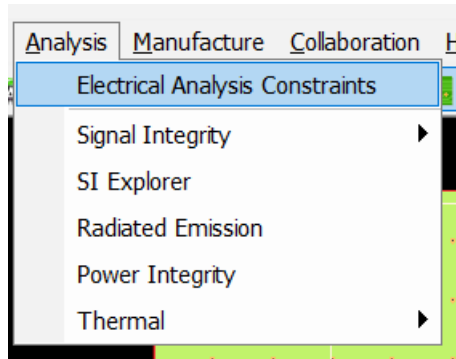 Analysis Manufacture Collaboration H
Electrical Analysis Constraints
Signal Integrity
SI Explorer
Radiated Emission
Power Integrity
Thermal